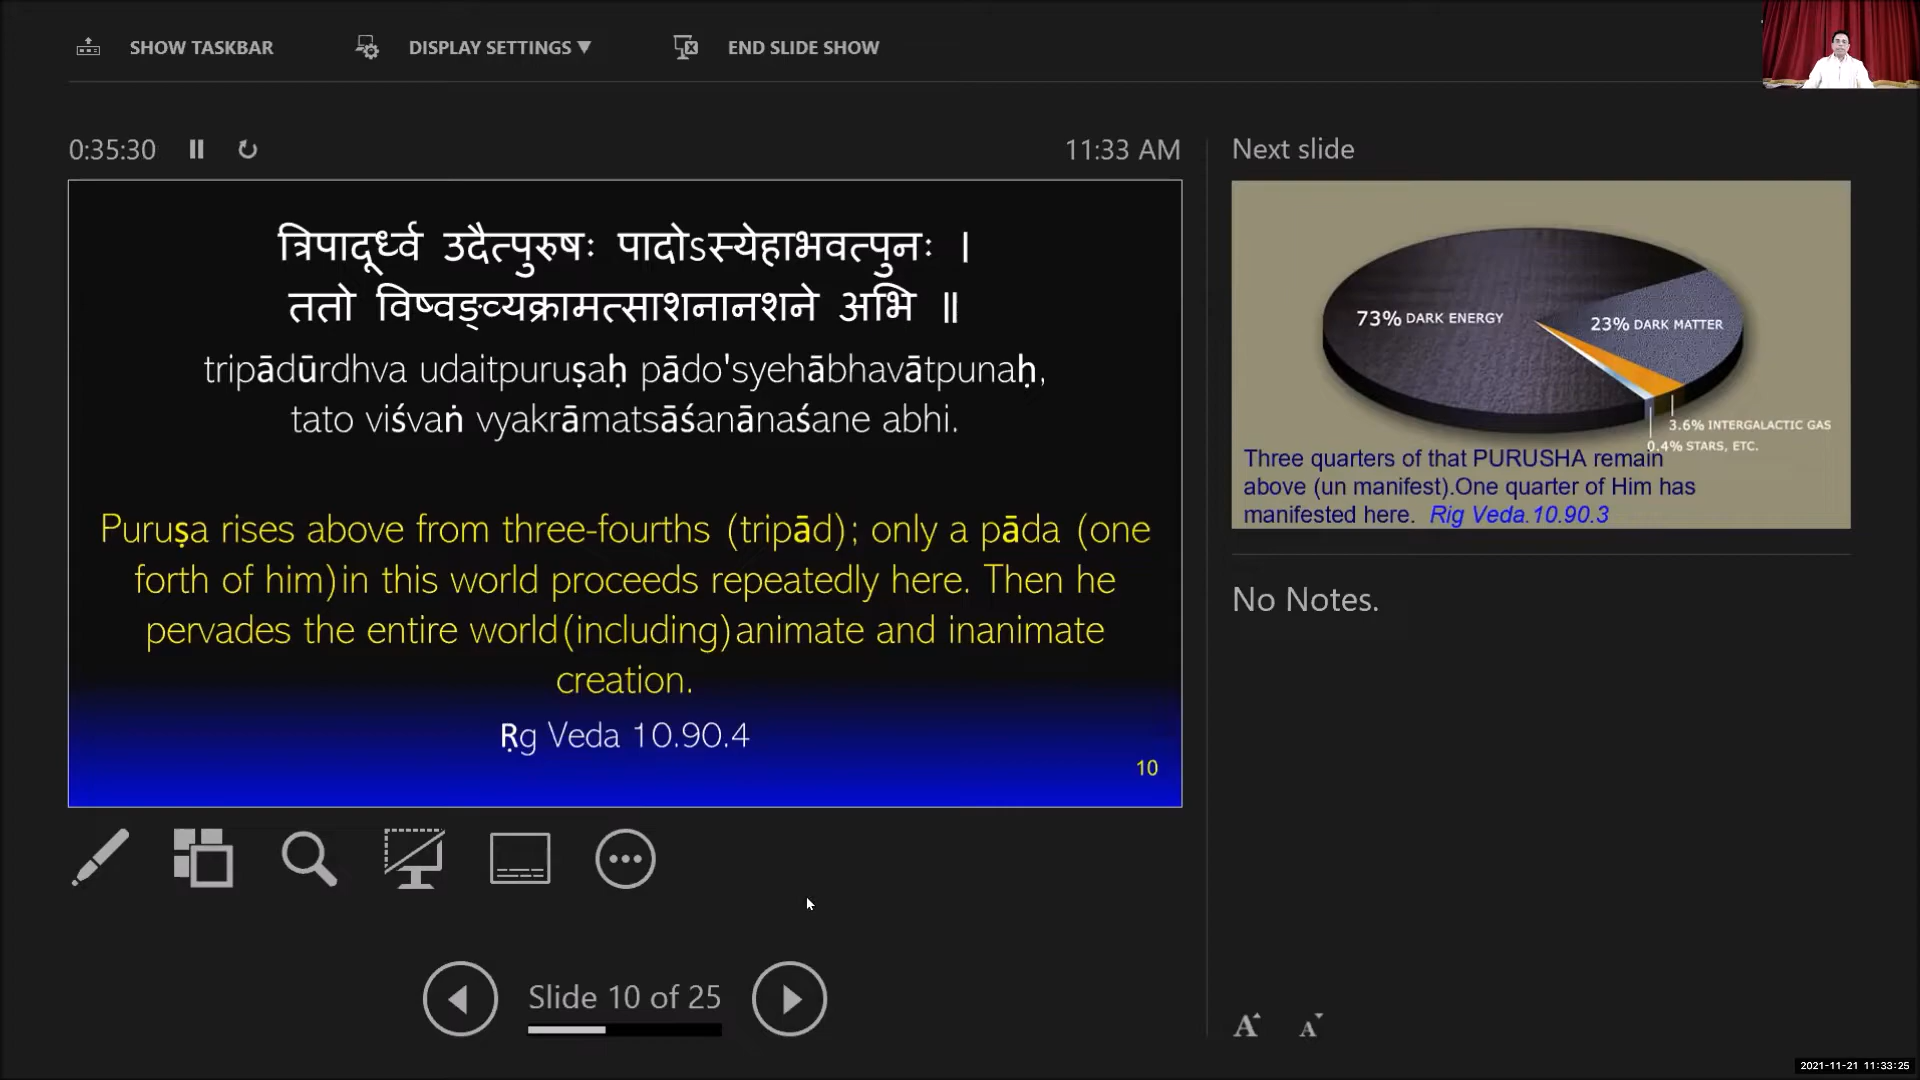 SHOW TASKBAR
DISPLAY SETTINGS ▼
END SLIDE SHOW
0:35:30
11:33 AM
Next slide
त्रिपादूर्ध्व उदैत्पुरुषः पादोऽस्येहाभवत्पुनः ।
ततो विष्वङ्व्यक्रामत्साशनानशने अभि ॥
tripādūrdhva udaitpuruṣaḥ pādo'syehābhavātpunaḥ,
tato viśvaṅ vyakrāmatsāśanānaśane abhi.
Puruṣa rises above from three-fourths (tripād); only a pāda (one
forth of him)in this world proceeds repeatedly here. Then he
pervades the entire world(including)animate and inanimate
creation.
Ṛg Veda 10.90.4
10
73% DARK ENERGY
23% DARK MATTER
3.6% INTERGALACTIC GAS
0.4% STARS, ETC.
Three quarters of that PURUSHA remain
above (un manifest).One quarter of Him has
manifested here. Rig Veda.10.90.3
No Notes.
Slide 10 of 25
A A
2021-11-21 11:33:25